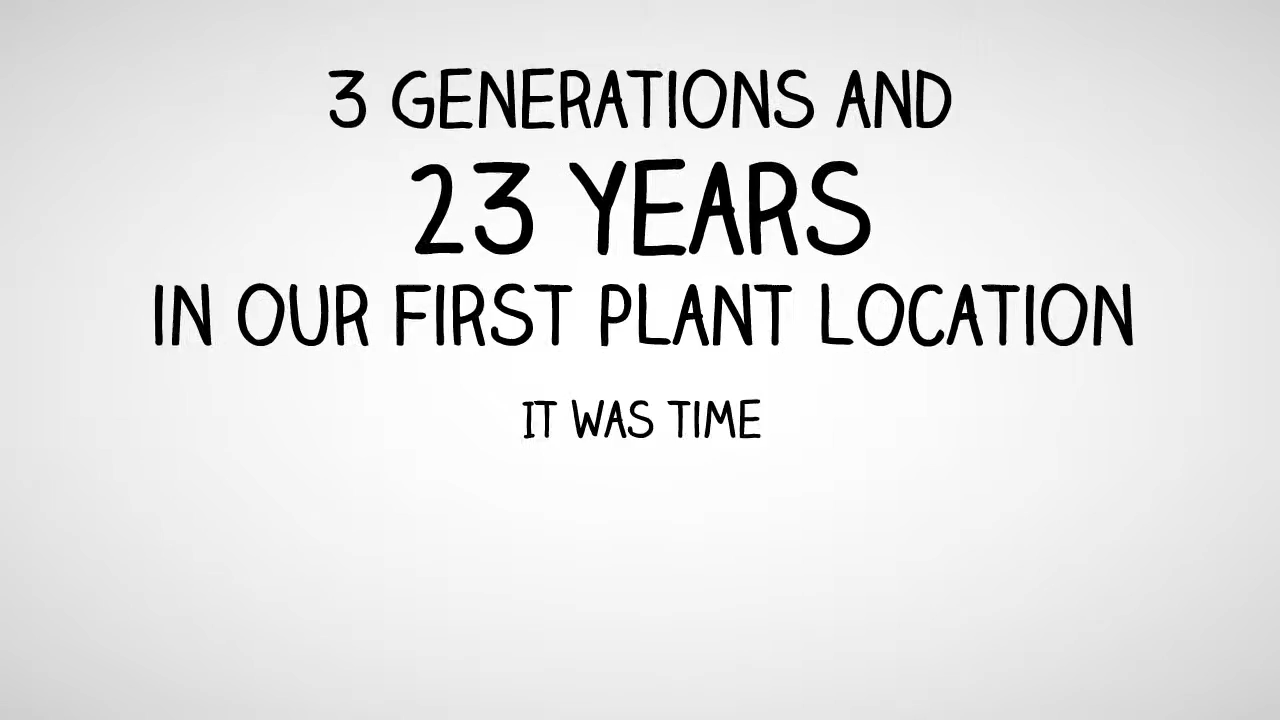 3 GENERATIONS AND
23 YEARS
IN OUR FIRST PLANT LOCATION
IT WAS TIME